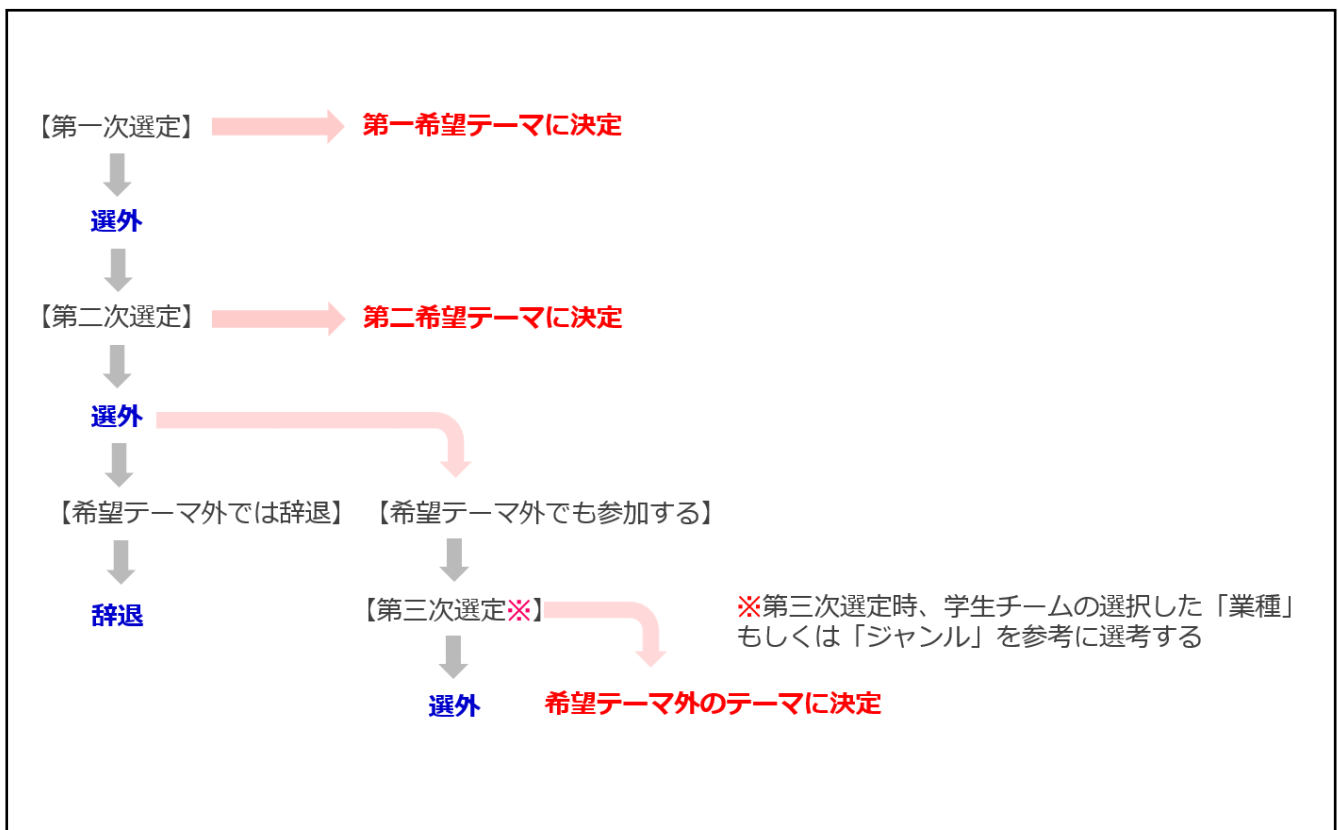 【第一次選定】
第一希望テーマに決定
選外
【第二次選定】
第二希望テーマに決定
選外
【希望テーマ外では辞退】
【希望テーマ外でも参加する】
辞退
【第三次選定※】
※第三次選定時、学生チームの選択した「業種」
もしくは「ジャンル」を参考に選考する
選外
希望テーマ外のテーマに決定